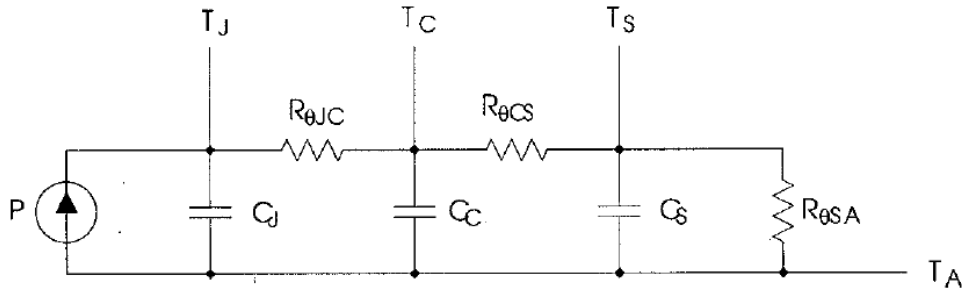 T_J
T_C
T_S
R_θJC
R_θCS
P
C_J
C_C
C_S
R_θSA
T_A